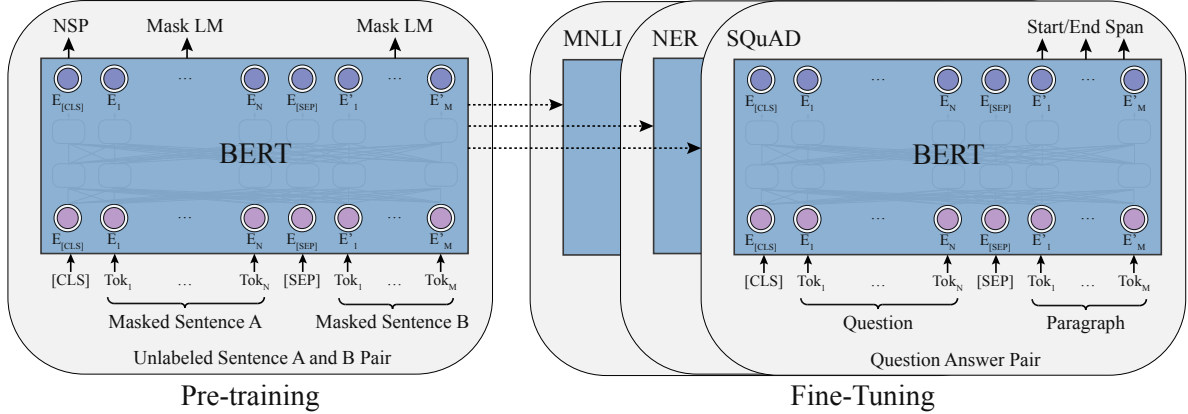 NSP Mask LM Mask LM
BERT
E[CLS] E1 ... EN E[SEP] E'1 ... E'M
E[CLS] E1 ... EN E[SEP] E'1 ... E'M
[CLS] Tok1 ... TokN [SEP] Tok1 ... TokM
Masked Sentence A Masked Sentence B
Unlabeled Sentence A and B Pair
Pre-training
MNLI NER SQuAD
Start/End Span
BERT
E[CLS] E1 ... EN E[SEP] E'1 ... E'M
E[CLS] E1 ... EN E[SEP] E'1 ... E'M
[CLS] Tok1 ... TokN [SEP] Tok1 ... TokM
Question Paragraph
Question Answer Pair
Fine-Tuning